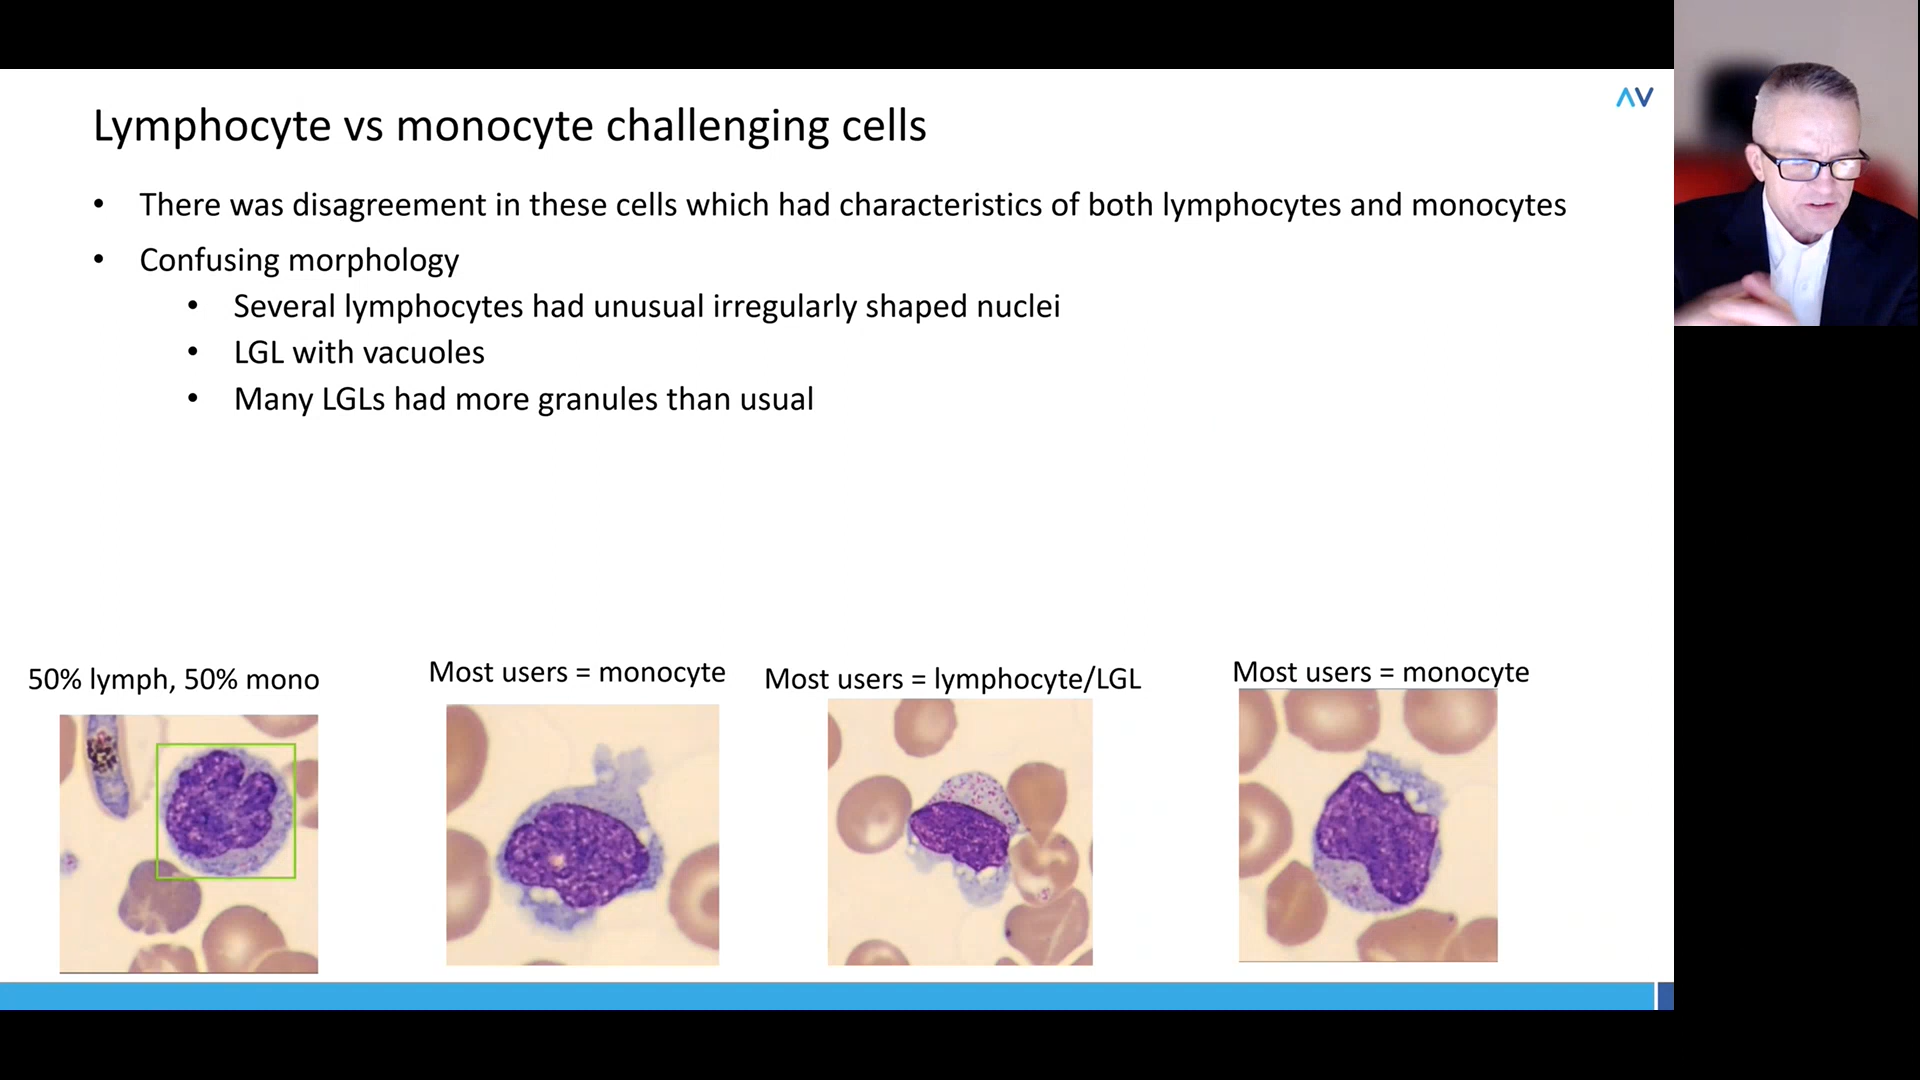 Lymphocyte vs monocyte challenging cells
• There was disagreement in these cells which had characteristics of both lymphocytes and monocytes
• Confusing morphology
• Several lymphocytes had unusual irregularly shaped nuclei
• LGL with vacuoles
• Many LGLs had more granules than usual
50% lymph, 50% mono
Most users = monocyte
Most users = lymphocyte/LGL
Most users = monocyte